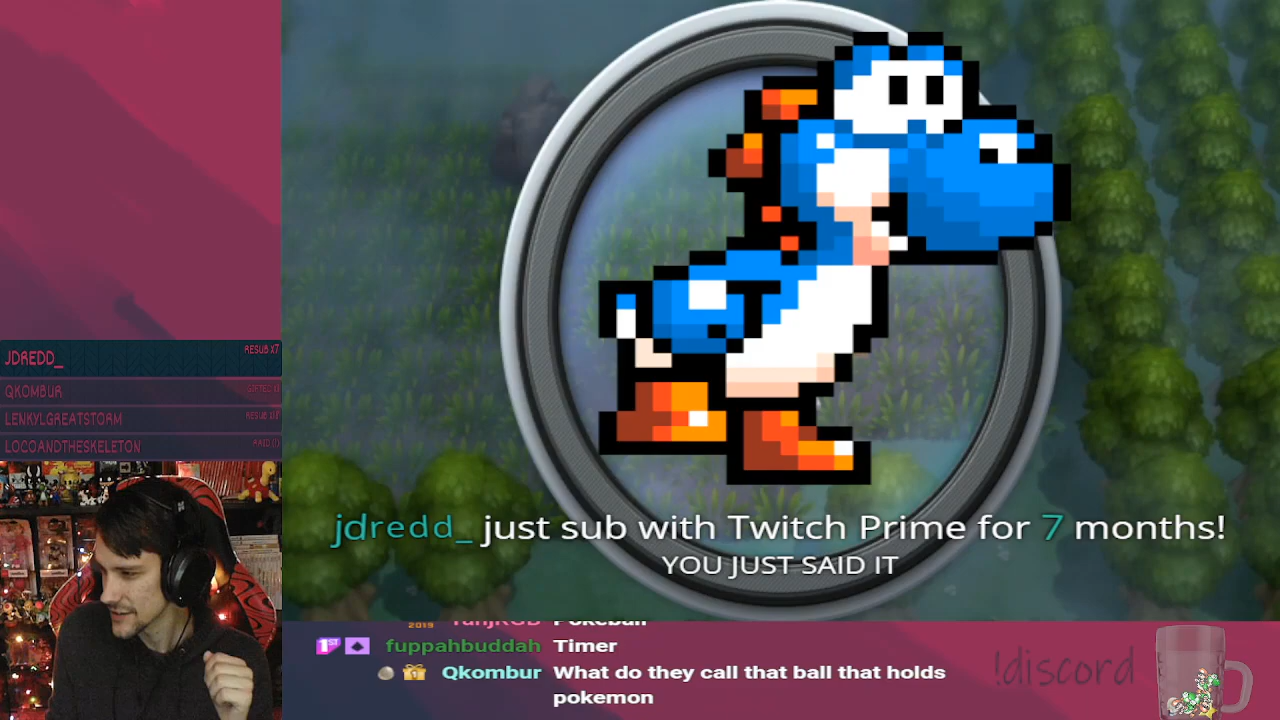 JDREDD_ RESUB X7
QKOMBUR
LENKYLGREATSTORM
LOCOANDTHESKELETON
jdredd_ just sub with Twitch Prime for 7 months!
YOU JUST SAID IT
Pokeball
1ST fuppahbuddah Timer
Qkombur What do they call that ball that holds
pokemon
!discord